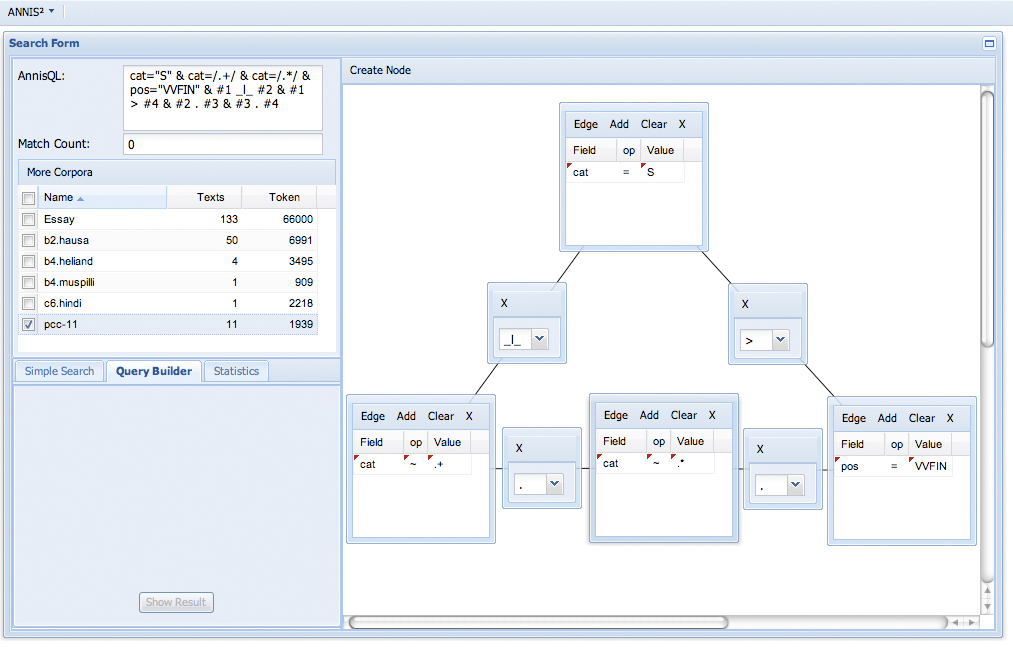 ANNIS²
Search Form
AnnisQL:
cat="S" & cat=/.+/ & cat=/.*/ &
pos="VVFIN" & #1 _l_ #2 & #1
> #4 & #2 . #3 & #3 . #4
Match Count:
0
More Corpora
Name Texts Token
Essay 133 66000
b2.hausa 50 6991
b4.heliand 4 3495
b4.muspilli 1 909
c6.hindi 1 2218
pcc-11 11 1939
Simple Search Query Builder Statistics
Show Result
Create Node
Edge Add Clear X
Field op Value
cat = S
X
_l_
X
>
Edge Add Clear X
Field op Value
cat ~ .+
X
.
Edge Add Clear X
Field op Value
cat ~ .*
X
.
Edge Add Clear X
Field op Value
pos = VVFIN